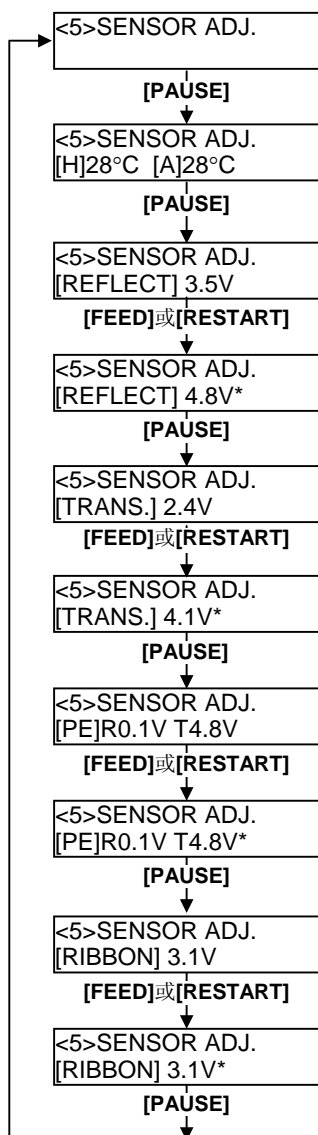 <5>SENSOR ADJ.
[PAUSE]
<5>SENSOR ADJ.
[H]28°C [A]28°C
[PAUSE]
<5>SENSOR ADJ.
[REFLECT] 3.5V
[FEED]或[RESTART]
<5>SENSOR ADJ.
[REFLECT] 4.8V*
[PAUSE]
<5>SENSOR ADJ.
[TRANS.] 2.4V
[FEED]或[RESTART]
<5>SENSOR ADJ.
[TRANS.] 4.1V*
[PAUSE]
<5>SENSOR ADJ.
[PE]R0.1V T4.8V
[FEED]或[RESTART]
<5>SENSOR ADJ.
[PE]R0.1V T4.8V*
[PAUSE]
<5>SENSOR ADJ.
[RIBBON] 3.1V
[FEED]或[RESTART]
<5>SENSOR ADJ.
[RIBBON] 3.1V*
[PAUSE]